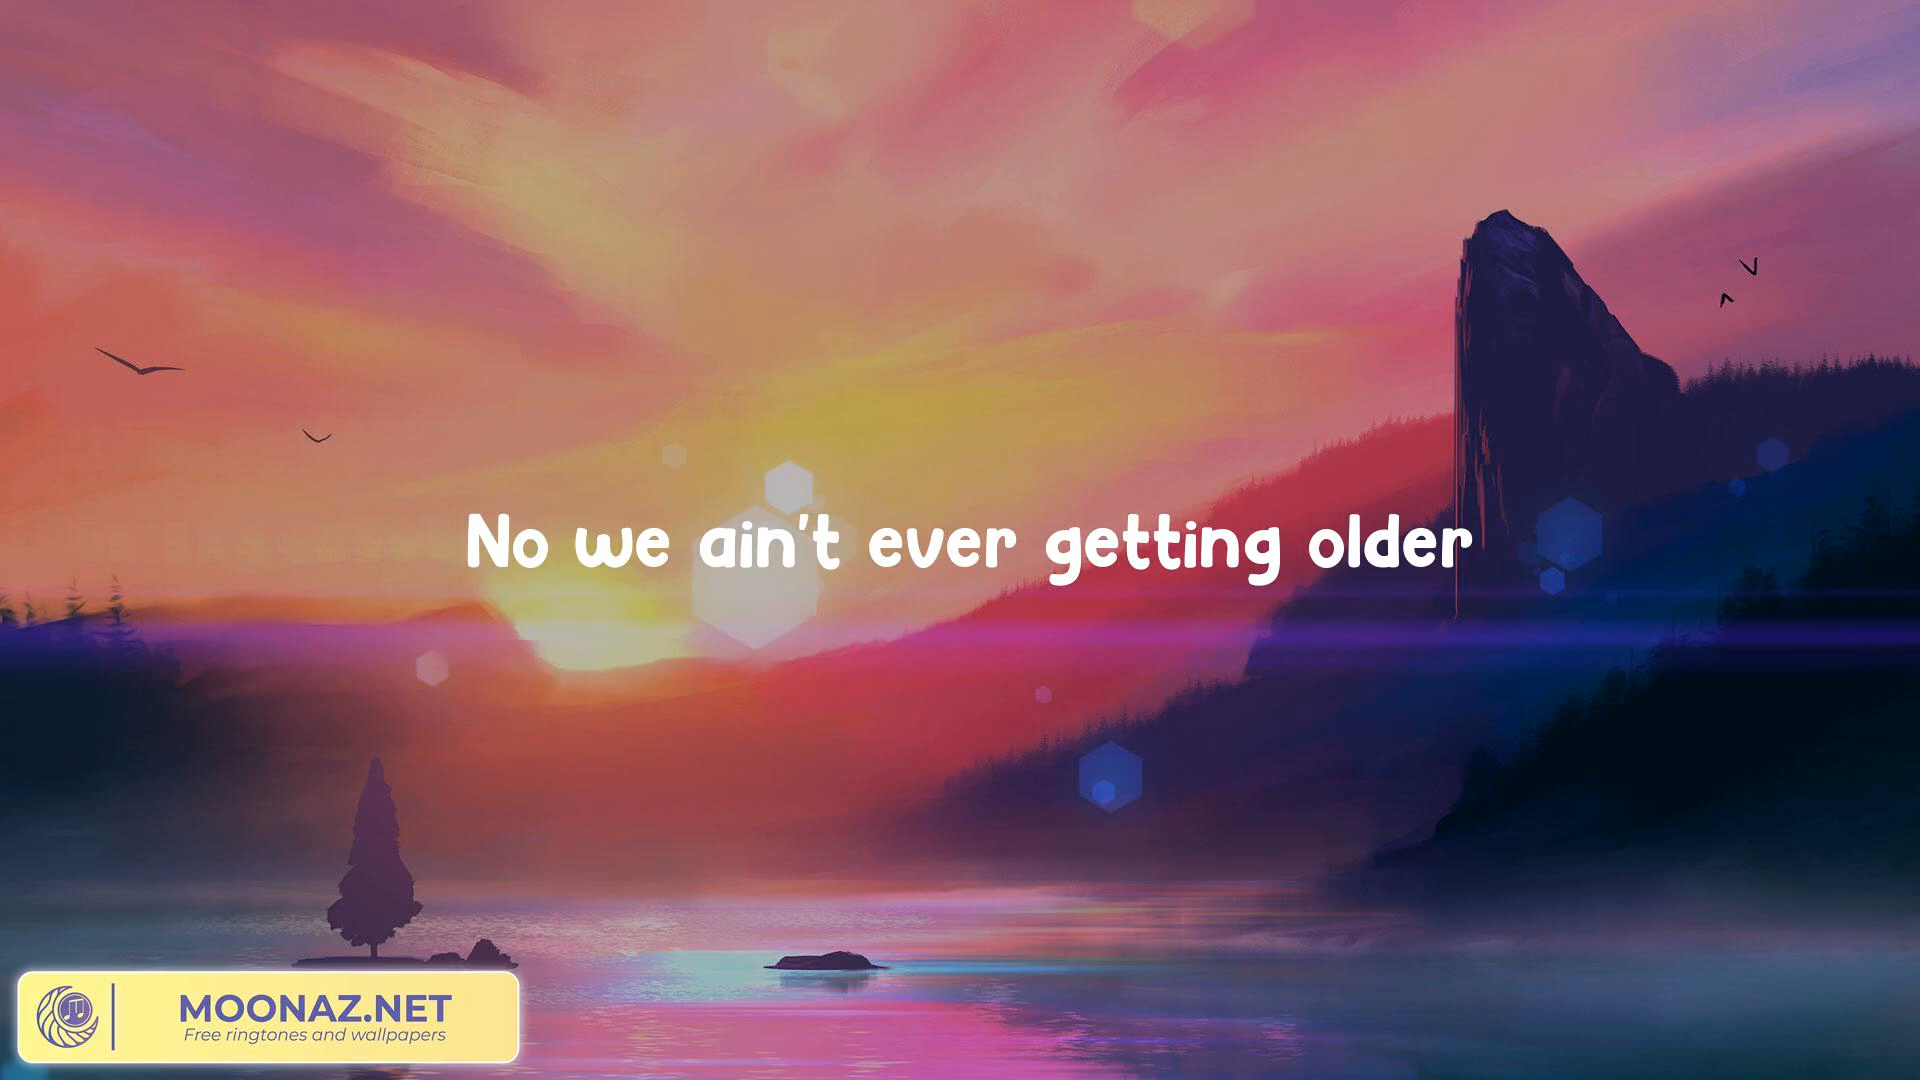 No we ain't ever getting older
MOONAZ.NET
Free ringtones and wallpapers